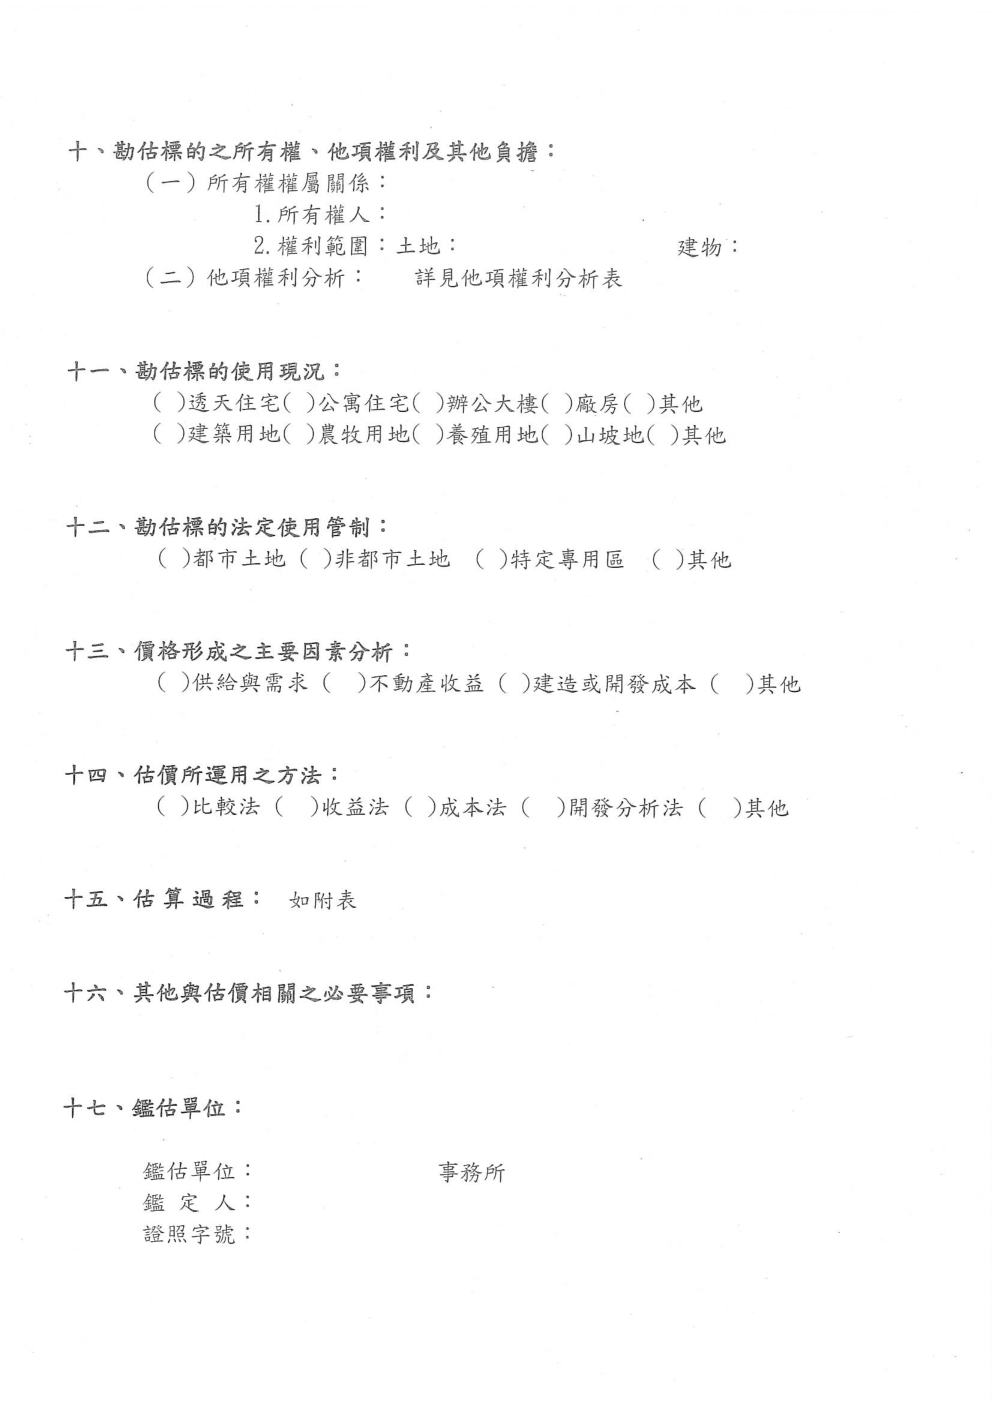 十、勘估標的之所有權、他項權利及其他負擔：
（一）所有權權屬關係：
1.所有權人：
2.權利範圍：土地： 建物：
（二）他項權利分析： 詳見他項權利分析表
十一、勘估標的使用現況：
( )透天住宅( )公寓住宅( )辦公大樓( )廠房( )其他
( )建築用地( )農牧用地( )養殖用地( )山坡地( )其他
十二、勘估標的法定使用管制：
( )都市土地 ( )非都市土地 ( )特定專用區 ( )其他
十三、價格形成之主要因素分析：
( )供給與需求 ( )不動產收益 ( )建造或開發成本 ( )其他
十四、估價所運用之方法：
( )比較法 ( )收益法 ( )成本法 ( )開發分析法 ( )其他
十五、估算過程： 如附表
十六、其他與估價相關之必要事項：
十七、鑑估單位：
鑑估單位： 事務所
鑑 定 人：
證照字號：